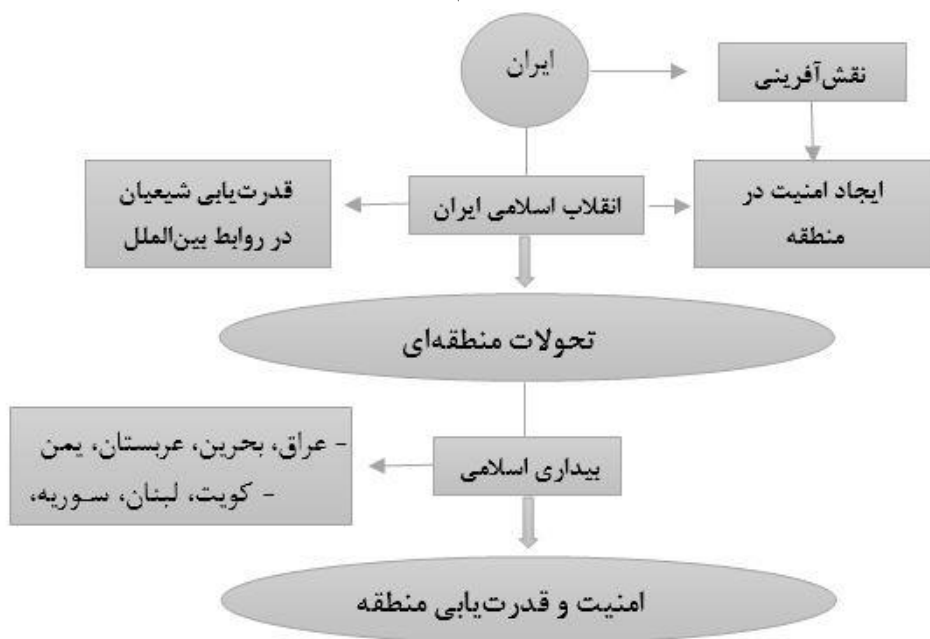 ایران
نقش‌آفرینی
ایجاد امنیت در
منطقه
انقلاب اسلامی ایران
قدرت‌یابی شیعیان
در روابط بین‌الملل
تحولات منطقه‌ای
بیداری اسلامی
- عراق، بحرین، عربستان، یمن
- کویت، لبنان، سوریه،
امنیت و قدرت‌یابی منطقه